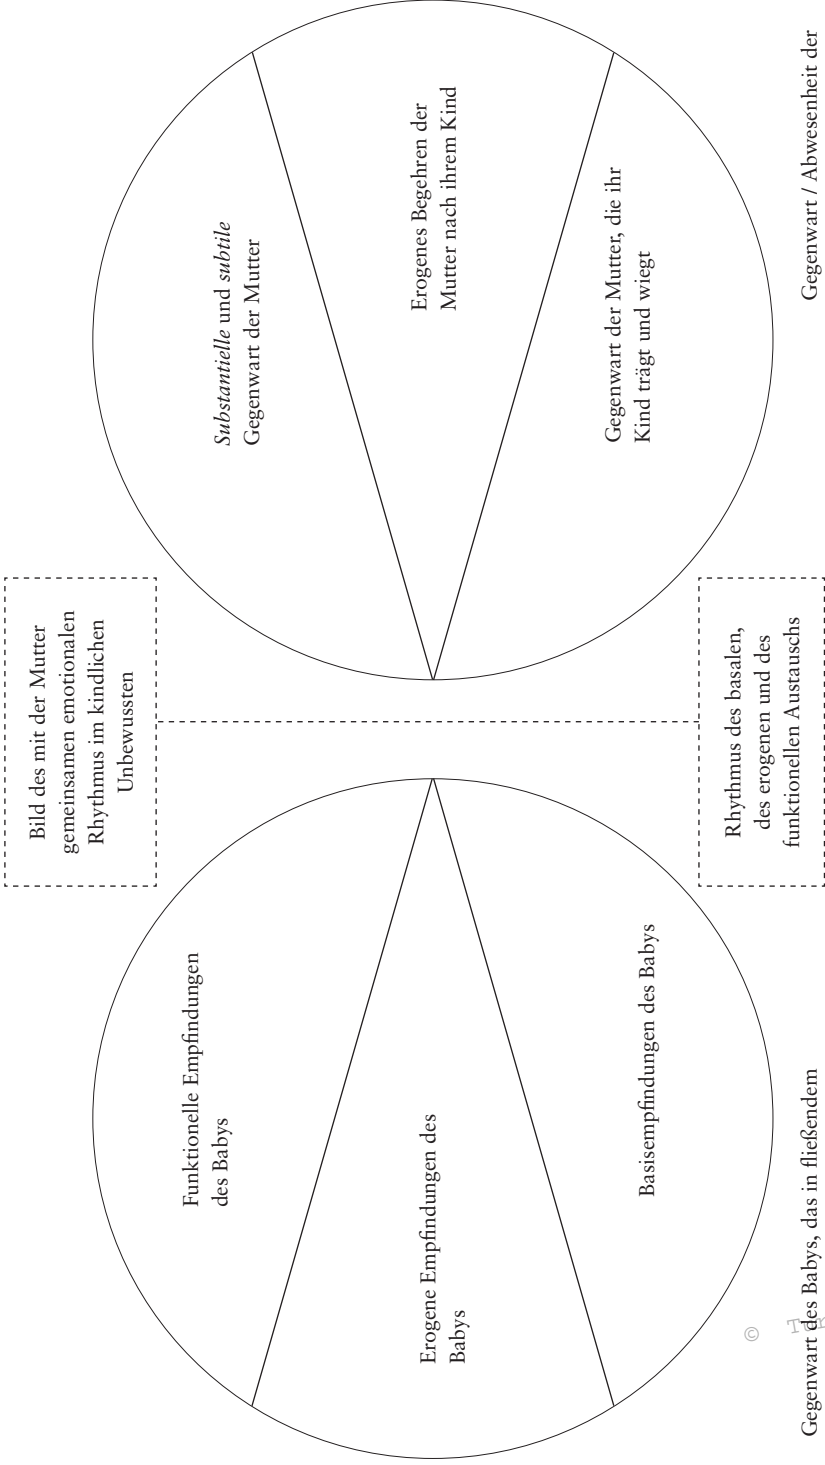 Funktionelle Empfindungen
des Babys
Erogene Empfindungen des
Babys
Basisempfindungen des Babys
Gegenwart des Babys, das in fließendem
Bild des mit der Mutter
gemeinsamen emotionalen
Rhythmus im kindlichen
Unbewussten
Rhythmus des basalen,
des erogenen und des
funktionellen Austauschs
Substantielle und subtile
Gegenwart der Mutter
Erogenes Begehren der
Mutter nach ihrem Kind
Gegenwart der Mutter, die ihr
Kind trägt und wiegt
Gegenwart / Abwesenheit der
©